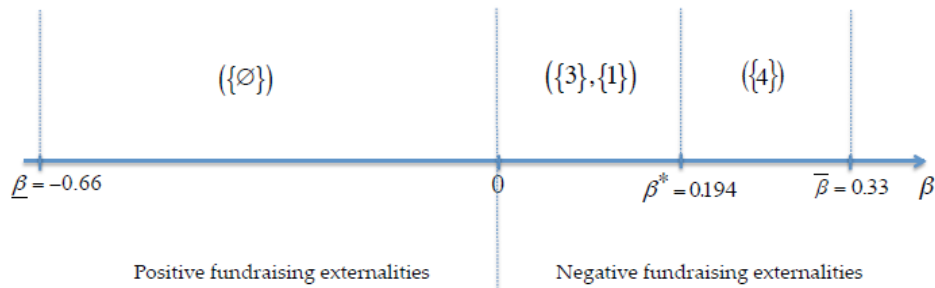 ({∅}) ({3},{1}) ({4})
β = −0.66 0 β* = 0.194 β̅ = 0.33 β
Positive fundraising externalities Negative fundraising externalities